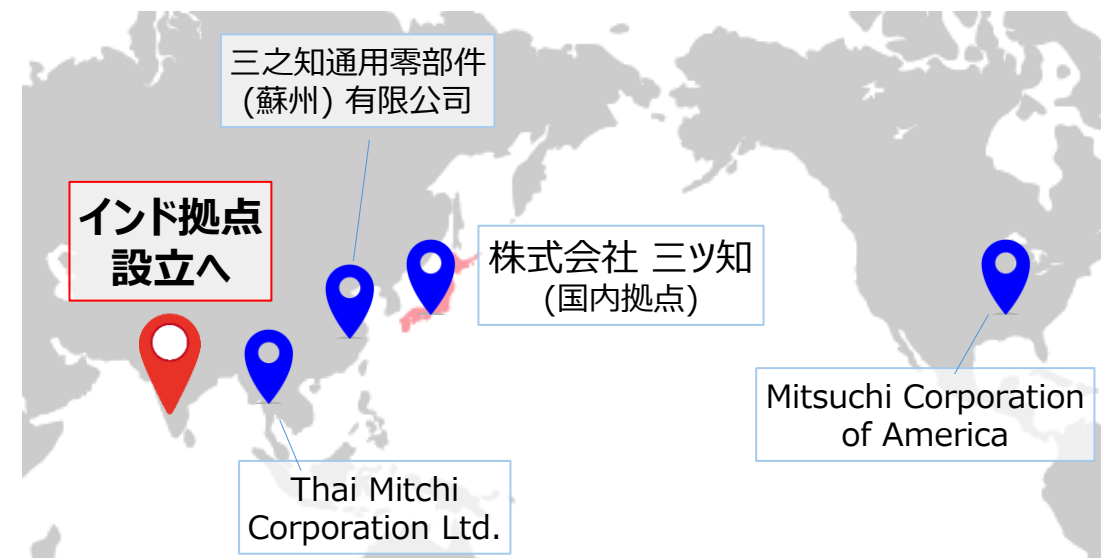 三之知通用零部件
(蘇州) 有限公司
インド拠点
設立へ
株式会社 三ツ知
(国内拠点)
Mitsuchi Corporation
of America
Thai Mitchi
Corporation Ltd.